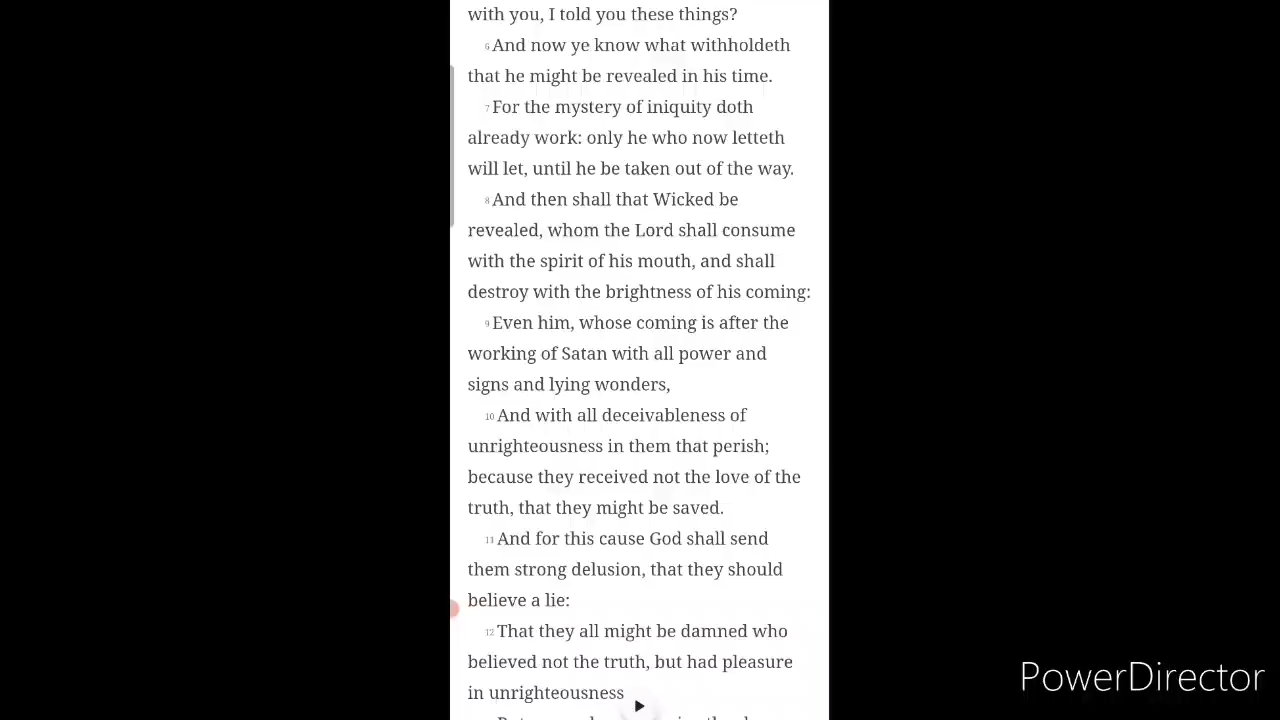 with you, I told you these things?
6 And now ye know what withholdeth
that he might be revealed in his time.
7 For the mystery of iniquity doth
already work: only he who now letteth
will let, until he be taken out of the way.
8 And then shall that Wicked be
revealed, whom the Lord shall consume
with the spirit of his mouth, and shall
destroy with the brightness of his coming:
9 Even him, whose coming is after the
working of Satan with all power and
signs and lying wonders,
10 And with all deceivableness of
unrighteousness in them that perish;
because they received not the love of the
truth, that they might be saved.
11 And for this cause God shall send
them strong delusion, that they should
believe a lie:
12 That they all might be damned who
believed not the truth, but had pleasure
in unrighteousness
PowerDirector